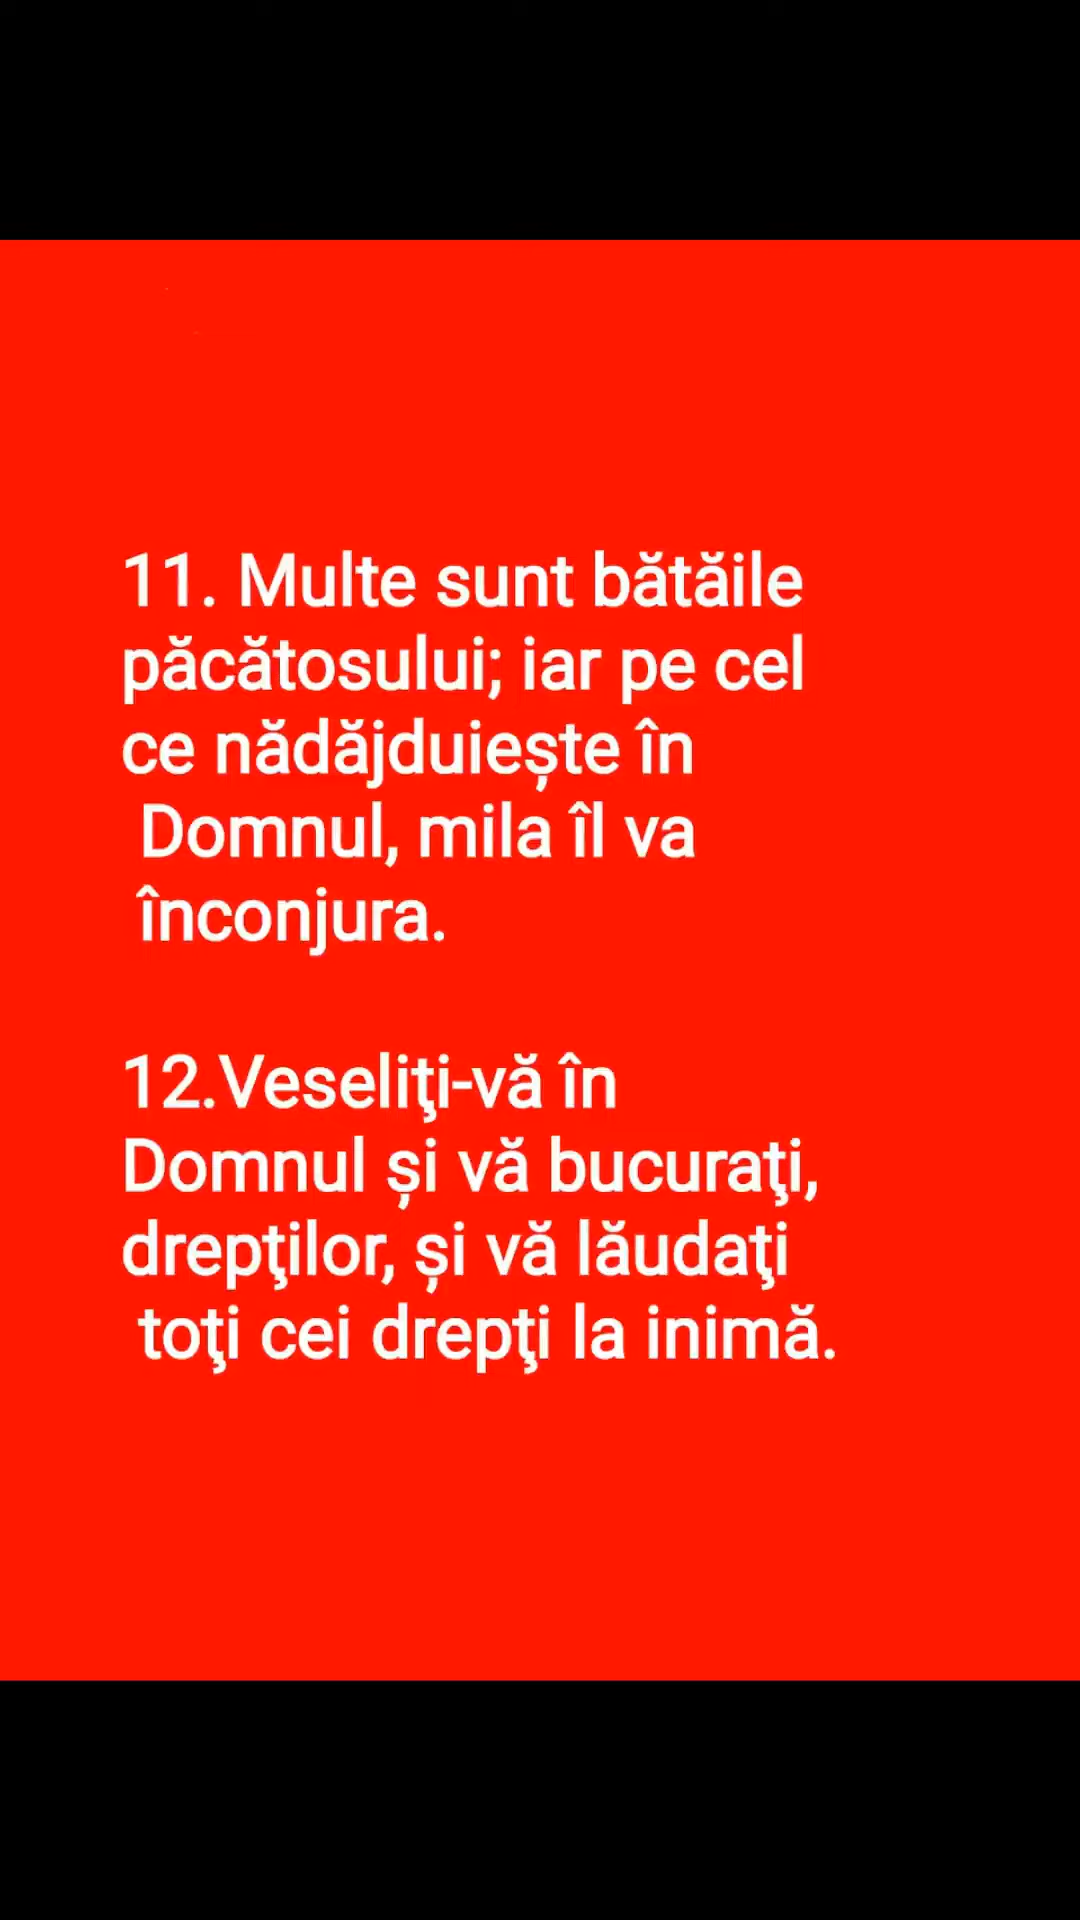 11. Multe sunt bătăile
păcătosului; iar pe cel
ce nădăjduiește în
Domnul, mila îl va
înconjura.
12.Veseliţi-vă în
Domnul și vă bucuraţi,
drepţilor, și vă lăudaţi
toţi cei drepţi la inimă.